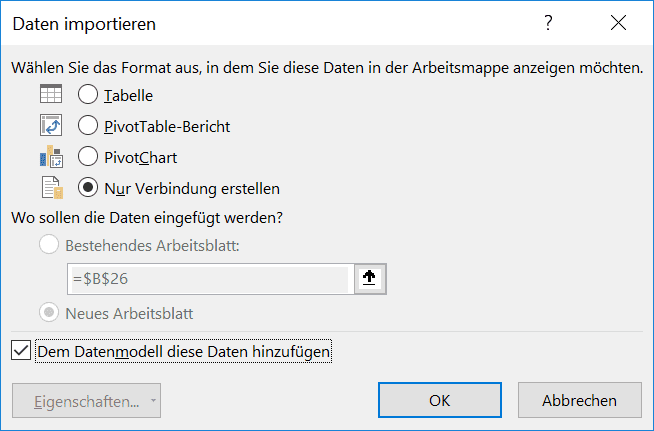 Daten importieren
Wählen Sie das Format aus, in dem Sie diese Daten in der Arbeitsmappe anzeigen möchten.
Tabelle
PivotTable-Bericht
PivotChart
Nur Verbindung erstellen
Wo sollen die Daten eingefügt werden?
Bestehendes Arbeitsblatt:
=$B$26
Neues Arbeitsblatt
Dem Datenmodell diese Daten hinzufügen
Eigenschaften... OK Abbrechen